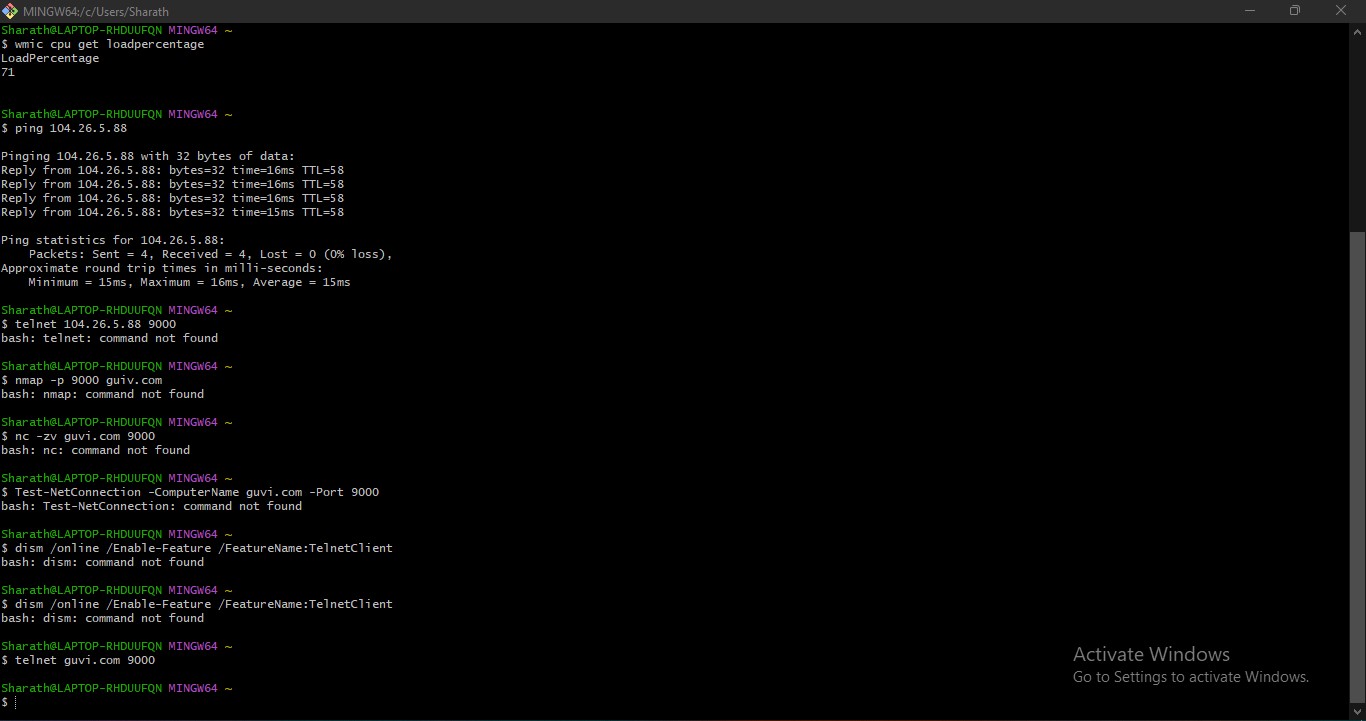 MINGW64:/c/Users/Sharath
Sharath@LAPTOP-RHDUUFQN MINGW64 ~
$ wmic cpu get loadpercentage
LoadPercentage
71
Sharath@LAPTOP-RHDUUFQN MINGW64 ~
$ ping 104.26.5.88
Pinging 104.26.5.88 with 32 bytes of data:
Reply from 104.26.5.88: bytes=32 time=16ms TTL=58
Reply from 104.26.5.88: bytes=32 time=16ms TTL=58
Reply from 104.26.5.88: bytes=32 time=16ms TTL=58
Reply from 104.26.5.88: bytes=32 time=15ms TTL=58
Ping statistics for 104.26.5.88:
    Packets: Sent = 4, Received = 4, Lost = 0 (0% loss),
Approximate round trip times in milli-seconds:
    Minimum = 15ms, Maximum = 16ms, Average = 15ms
Sharath@LAPTOP-RHDUUFQN MINGW64 ~
$ telnet 104.26.5.88 9000
bash: telnet: command not found
Sharath@LAPTOP-RHDUUFQN MINGW64 ~
$ nmap -p 9000 guiv.com
bash: nmap: command not found
Sharath@LAPTOP-RHDUUFQN MINGW64 ~
$ nc -zv guvi.com 9000
bash: nc: command not found
Sharath@LAPTOP-RHDUUFQN MINGW64 ~
$ Test-NetConnection -ComputerName guvi.com -Port 9000
bash: Test-NetConnection: command not found
Sharath@LAPTOP-RHDUUFQN MINGW64 ~
$ dism /online /Enable-Feature /FeatureName:TelnetClient
bash: dism: command not found
Sharath@LAPTOP-RHDUUFQN MINGW64 ~
$ dism /online /Enable-Feature /FeatureName:TelnetClient
bash: dism: command not found
Sharath@LAPTOP-RHDUUFQN MINGW64 ~
$ telnet guvi.com 9000
Sharath@LAPTOP-RHDUUFQN MINGW64 ~
$
Activate Windows
Go to Settings to activate Windows.